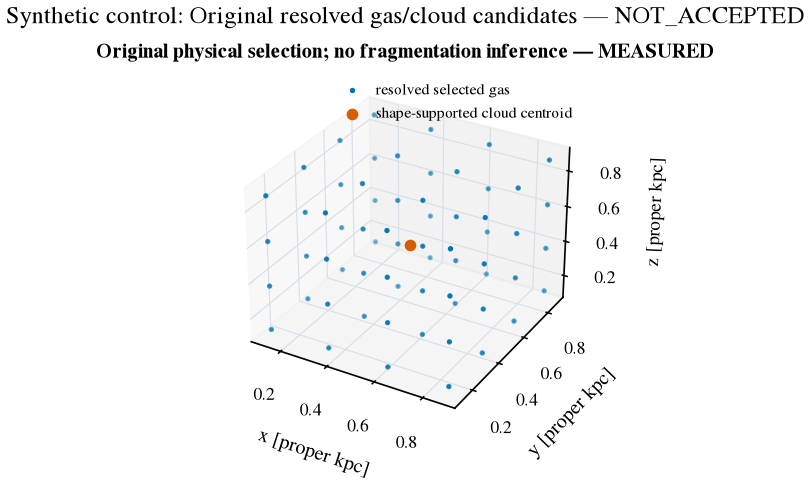 Synthetic control: Original resolved gas/cloud candidates — NOT_ACCEPTED
Original physical selection; no fragmentation inference — MEASURED
resolved selected gas
shape-supported cloud centroid
0.8
0.6
0.4
0.2
z [proper kpc]
0.8
0.6
0.4
0.2
y [proper kpc]
0.2
0.4
0.6
0.8
x [proper kpc]